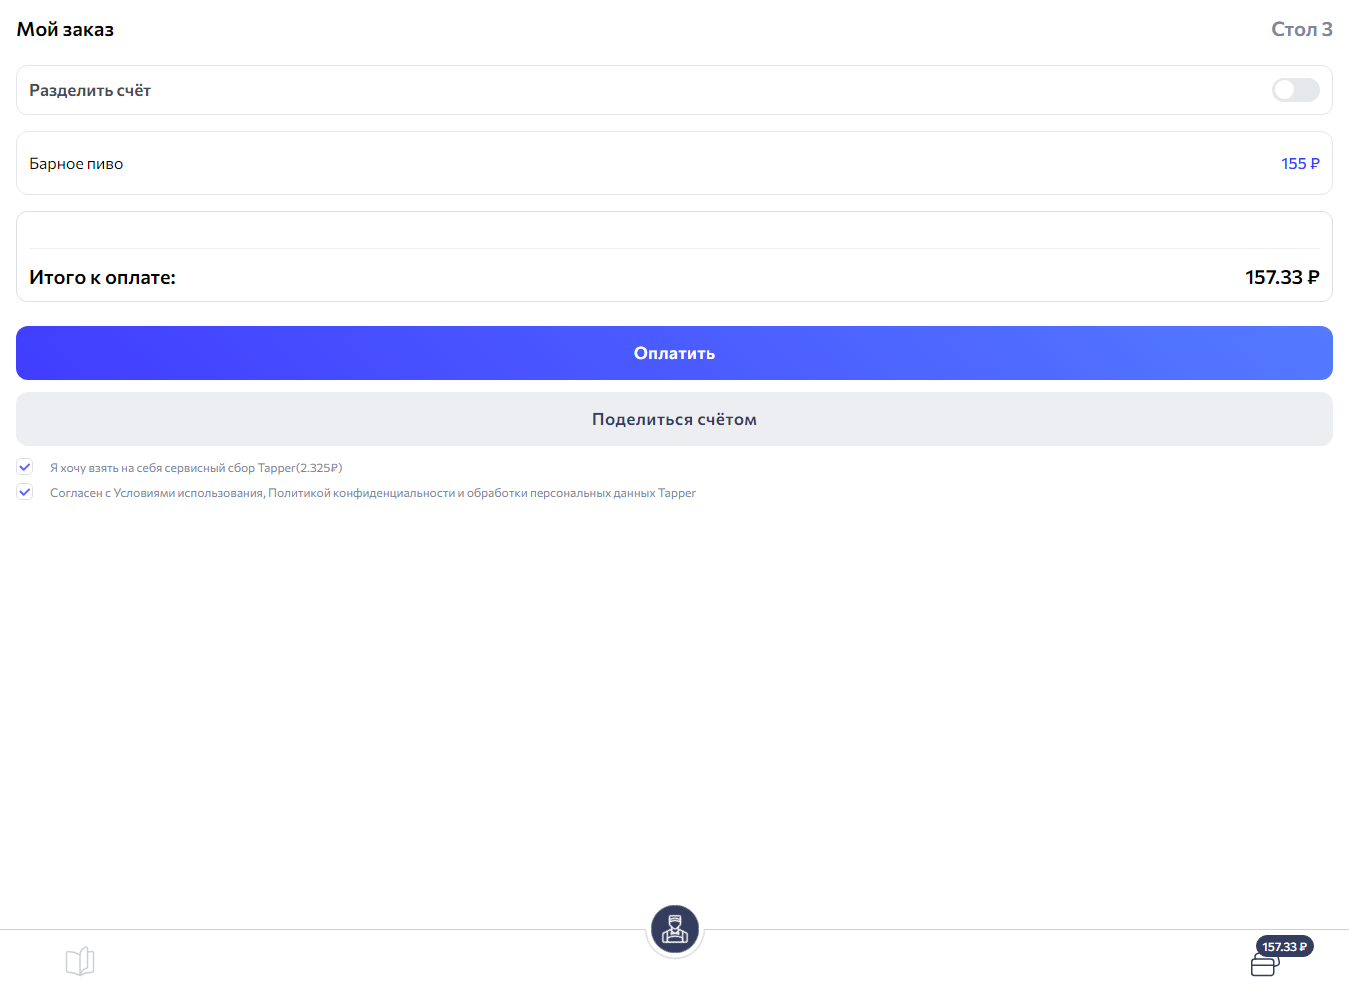 Мой заказ
Стол 3
Разделить счёт
Барное пиво
155 ₽
Итого к оплате:
157.33 ₽
Оплатить
Поделиться счётом
Я хочу взять на себя сервисный сбор Tapper(2.325₽)
Согласен с Условиями использования, Политикой конфиденциальности и обработки персональных данных Tapper
157.33 ₽